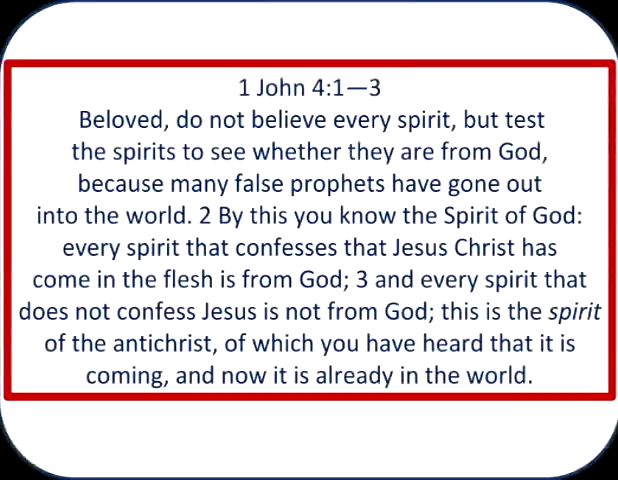 1 John 4:1—3
Beloved, do not believe every spirit, but test
the spirits to see whether they are from God,
because many false prophets have gone out
into the world. 2 By this you know the Spirit of God:
every spirit that confesses that Jesus Christ has
come in the flesh is from God; 3 and every spirit that
does not confess Jesus is not from God; this is the spirit
of the antichrist, of which you have heard that it is
coming, and now it is already in the world.